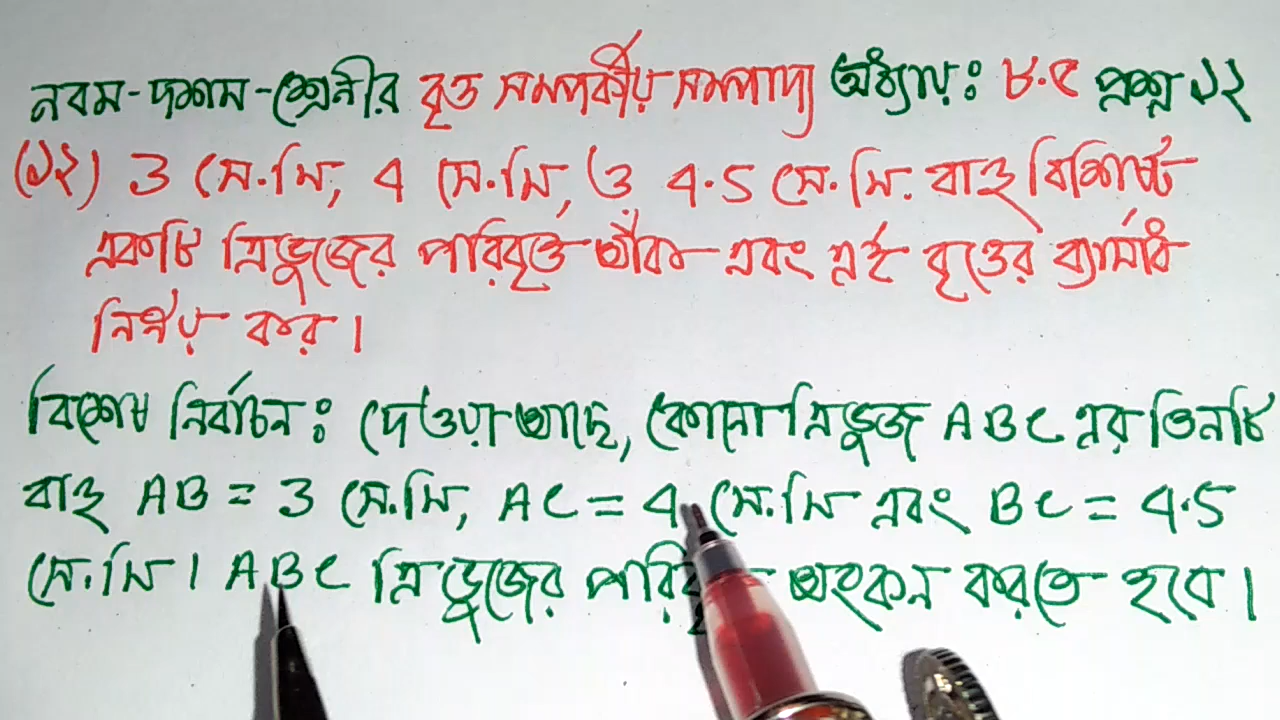 নবম-দশম-শ্রেনীর বৃত্ত সম্পর্কীয় সম্পাদ্য অধ্যায়: ৮.৫ প্রশ্ন ১২
(১২) 3 সে.মি, 4 সে.মি, ও 4.5 সে.মি. বাহু বিশিষ্ট
একটি ত্রিভুজের পরিবৃত্ত আঁক এবং এই বৃত্তের ব্যাসার্ধ
নির্ণয় কর।
বিশেষ নির্বাচন: দেওয়া আছে, কোনো ত্রিভুজ ABC এর তিনটি
বাহু AB = 3 সে.মি, AC = 4 সে.মি এবং BC = 4.5
সে.মি। ABC ত্রিভুজের পরিবৃত্ত অংকন করতে হবে।